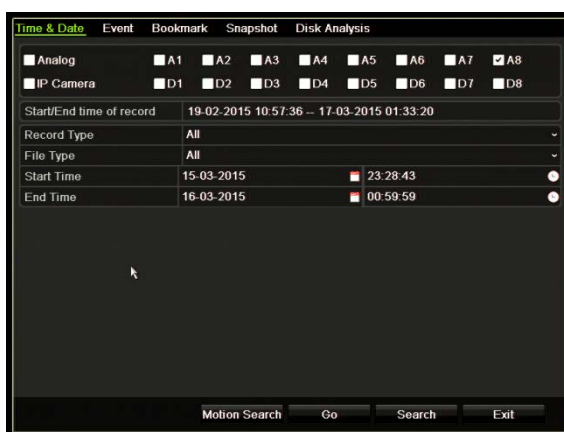 Time & Date Event Bookmark Snapshot Disk Analysis
Analog A1 A2 A3 A4 A5 A6 A7 A8
IP Camera D1 D2 D3 D4 D5 D6 D7 D8
Start/End time of record 19-02-2015 10:57:36 -- 17-03-2015 01:33:20
Record Type All
File Type All
Start Time 15-03-2015 23:28:43
End Time 16-03-2015 00:59:59
Motion Search Go Search Exit